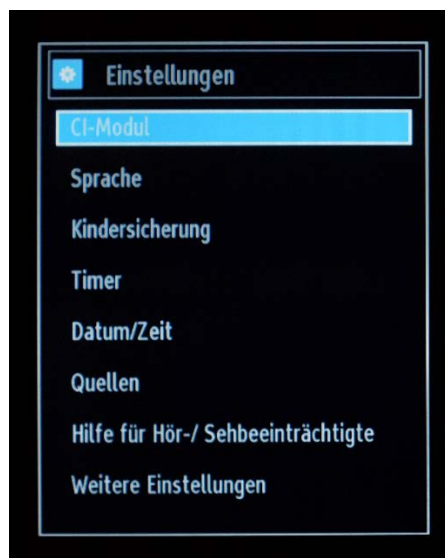 Einstellungen
CI-Modul
Sprache
Kindersicherung
Timer
Datum/Zeit
Quellen
Hilfe für Hör-/ Sehbeeinträchtigte
Weitere Einstellungen